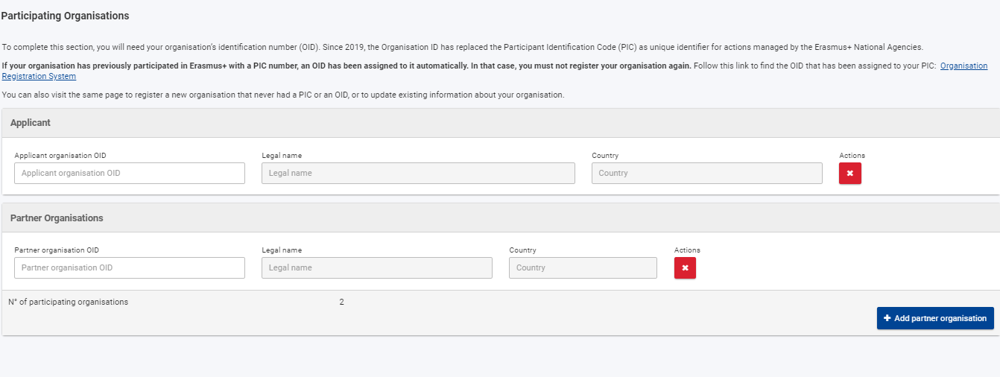 Participating Organisations
To complete this section, you will need your organisation's identification number (OID). Since 2019, the Organisation ID has replaced the Participant Identification Code (PIC) as unique identifier for actions managed by the Erasmus+ National Agencies.
If your organisation has previously participated in Erasmus+ with a PIC number, an OID has been assigned to it automatically. In that case, you must not register your organisation again. Follow this link to find the OID that has been assigned to your PIC: Organisation
Registration System
You can also visit the same page to register a new organisation that never had a PIC or an OID, or to update existing information about your organisation.
Applicant
Applicant organisation OID Legal name Country Actions
Applicant organisation OID Legal name Country
Partner Organisations
Partner organisation OID Legal name Country Actions
Partner organisation OID Legal name Country
N° of participating organisations 2
Add partner organisation